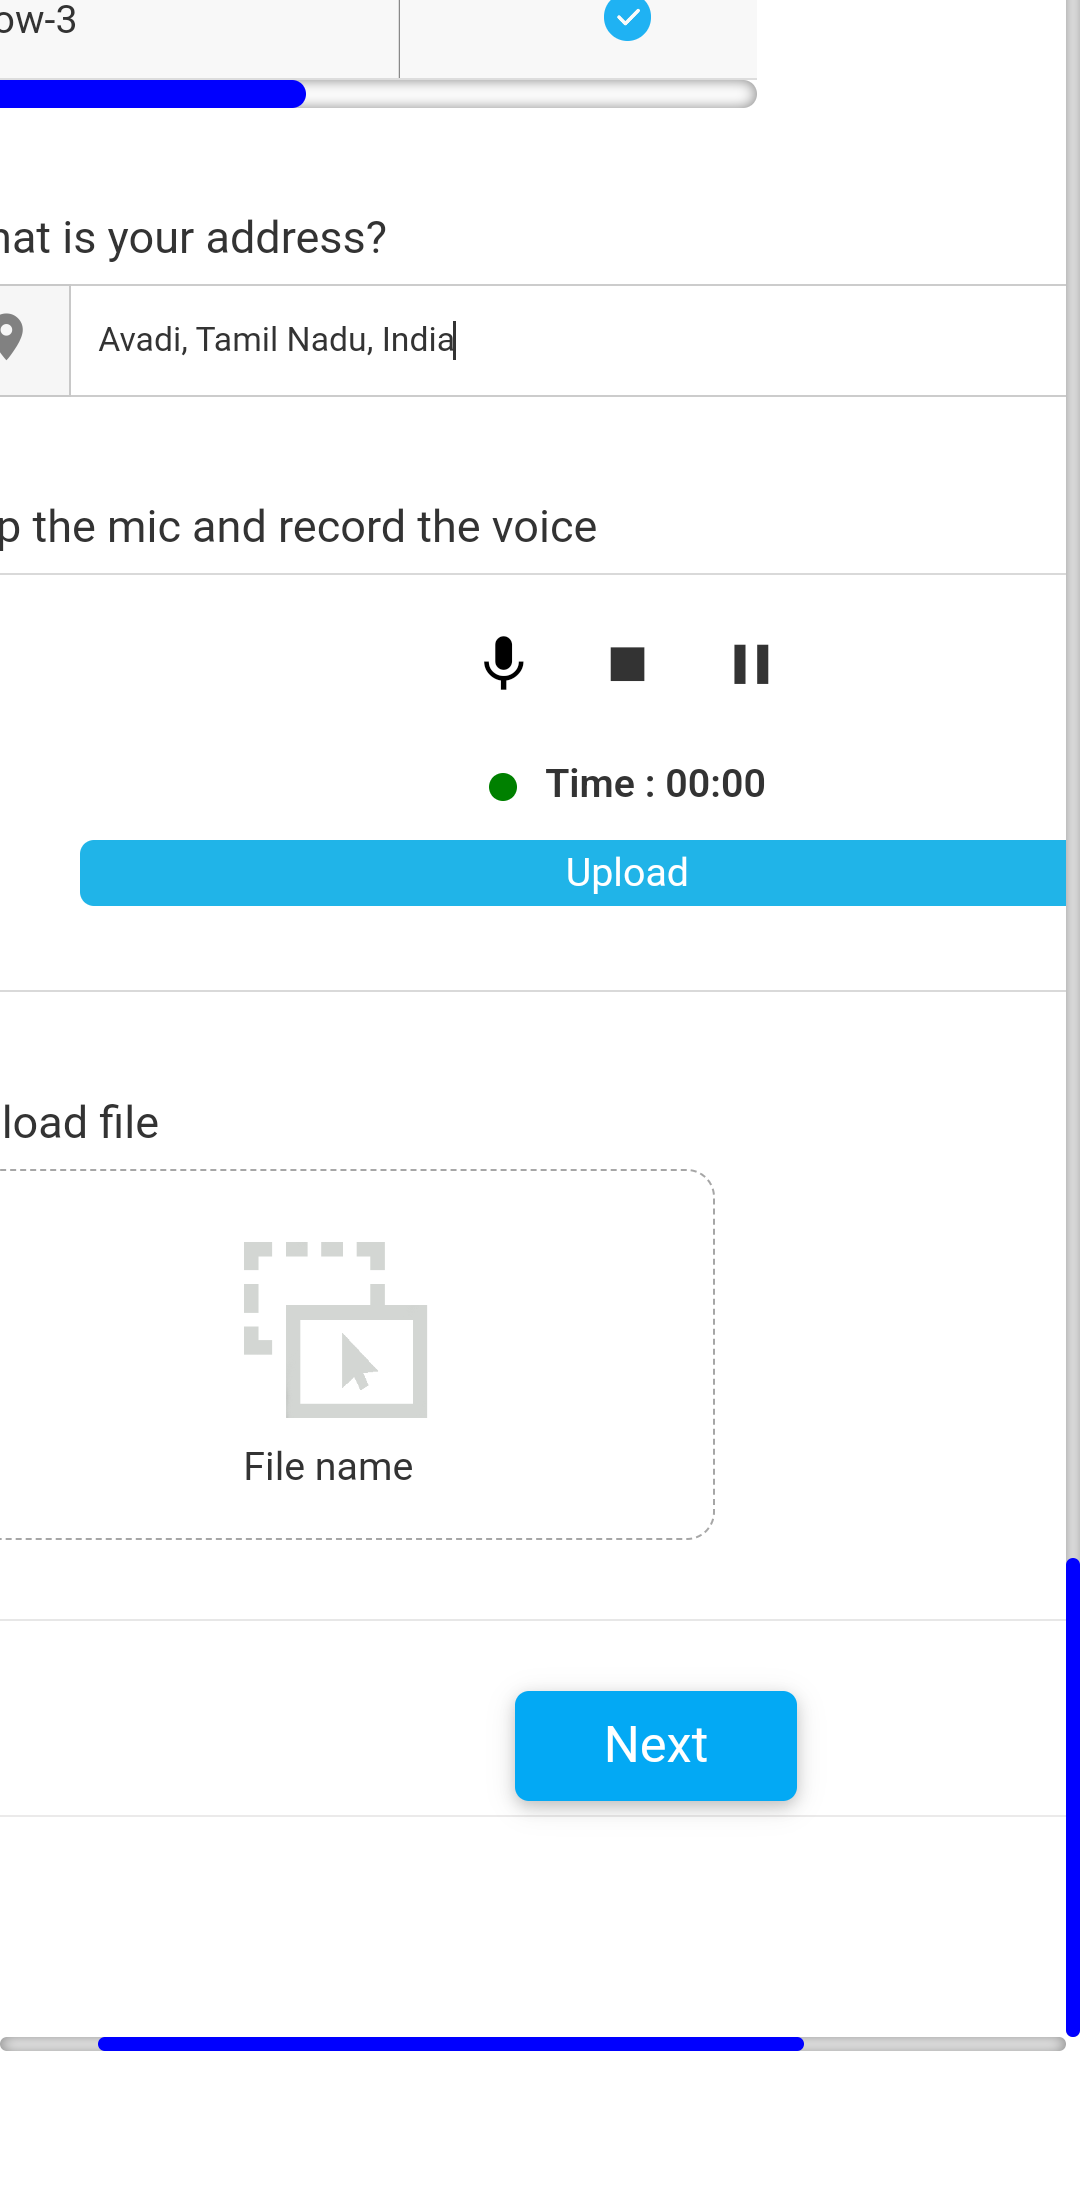 ow-3
hat is your address?
Avadi, Tamil Nadu, India
p the mic and record the voice
Time : 00:00
Upload
load file
File name
Next